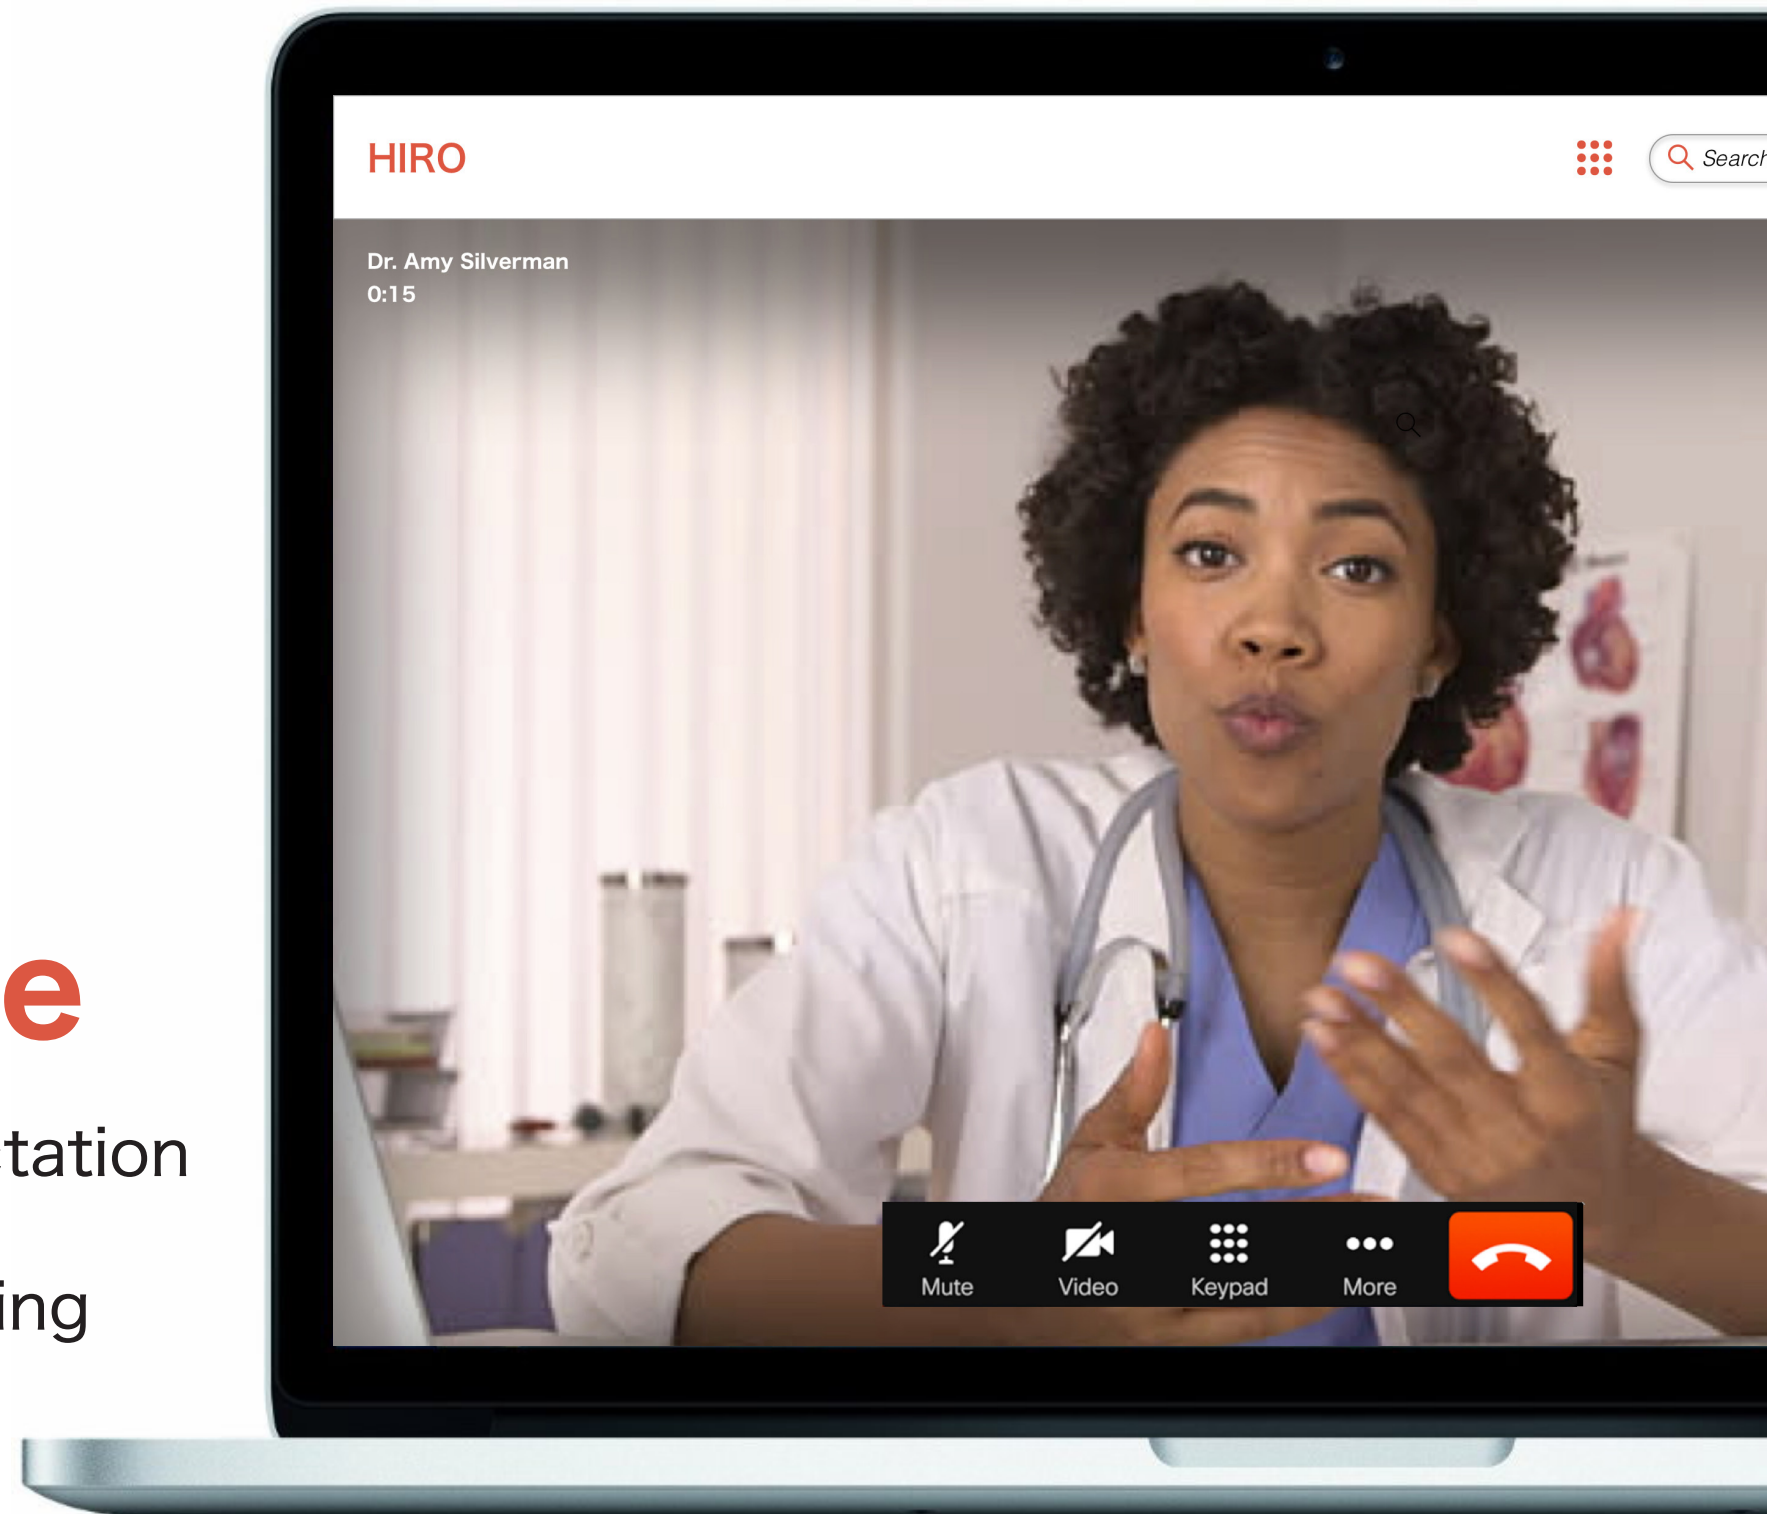 HIRO
Search
Dr. Amy Silverman
0:15
e
tation
ing
Mute
Video
Keypad
More